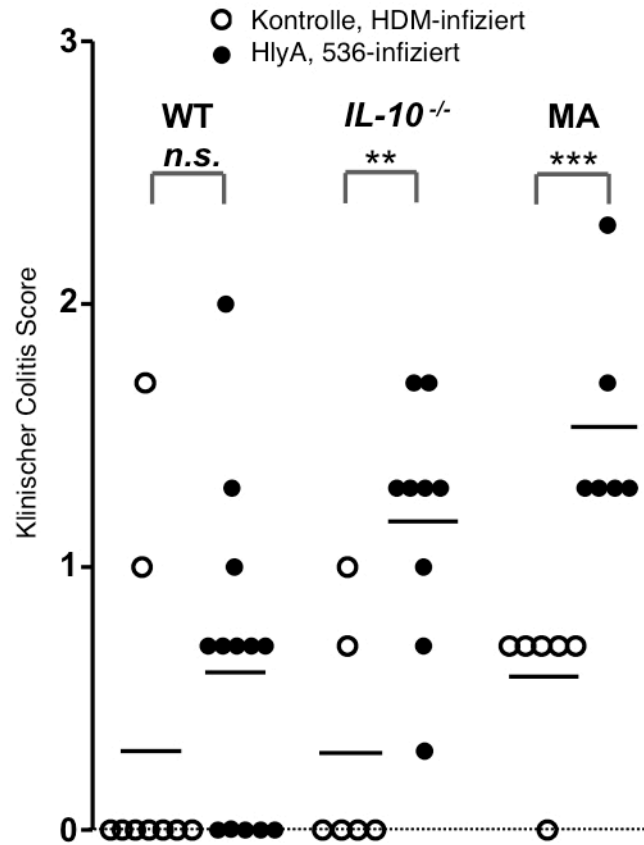 Kontrolle, HDM-infiziert
HlyA, 536-infiziert
3
WT
IL-10 -/-
MA
n.s.
**
***
2
1
0
Klinischer Colitis Score